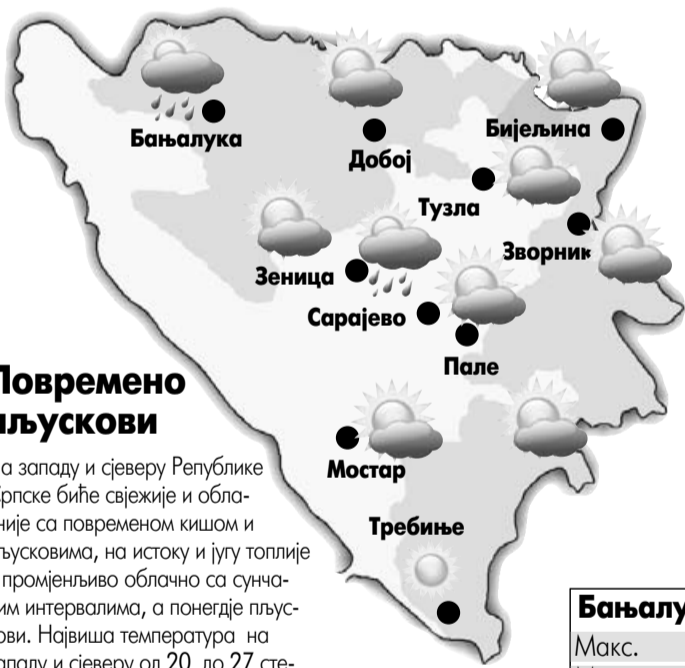 Бањалука
Добој
Бијељина
Тузла
Зворник
Зеница
Сарајево
Пале
Мостар
Требиње
Повремено
пљускови
а западу и сјеверу Републике
Српске биће свјежије и обла-
није са повременом кишом и
љусковима, на истоку и југу топлије
промјенљиво облачно са сунча-
им интервалима, а понегдје пљус-
ови. Највиша температура на
ападу и сјеверу од 20 до 27 сте-
Бањалу
Макс.